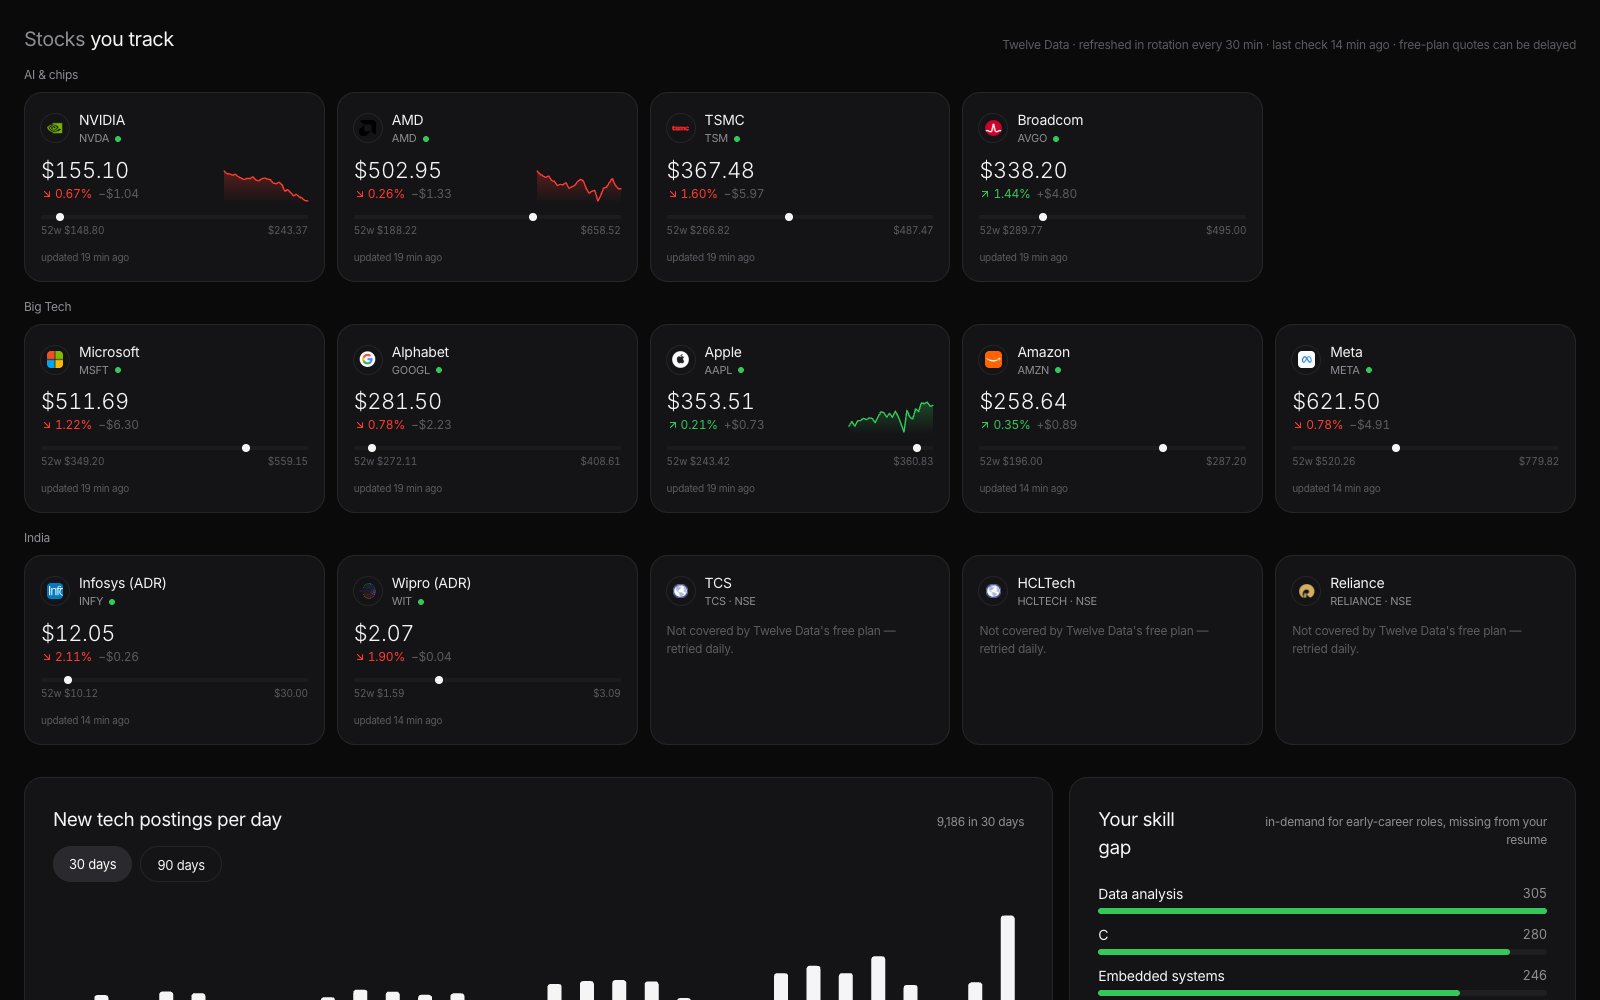 Stocks you track
Twelve Data · refreshed in rotation every 30 min · last check 14 min ago · free-plan quotes can be delayed
AI & chips
NVIDIA
NVDA
$155.10
↘ 0.67% −$1.04
52w $148.80 $243.37
updated 19 min ago
AMD
AMD
$502.95
↘ 0.26% −$1.33
52w $188.22 $658.52
updated 19 min ago
tsmc
TSMC
TSM
$367.48
↘ 1.60% −$5.97
52w $266.82 $487.47
updated 19 min ago
Broadcom
AVGO
$338.20
↗ 1.44% +$4.80
52w $289.77 $495.00
updated 19 min ago
Big Tech
Microsoft
MSFT
$511.69
↘ 1.22% −$6.30
52w $349.20 $559.15
updated 19 min ago
Alphabet
GOOGL
$281.50
↘ 0.78% −$2.23
52w $272.11 $408.61
updated 19 min ago
Apple
AAPL
$353.51
↗ 0.21% +$0.73
52w $243.42 $360.83
updated 19 min ago
Amazon
AMZN
$258.64
↗ 0.35% +$0.89
52w $196.00 $287.20
updated 14 min ago
Meta
META
$621.50
↘ 0.78% −$4.91
52w $520.26 $779.82
updated 14 min ago
India
Infosys (ADR)
INFY
$12.05
↘ 2.11% −$0.26
52w $10.12 $30.00
updated 14 min ago
Wipro (ADR)
WIT
$2.07
↘ 1.90% −$0.04
52w $1.59 $3.09
updated 14 min ago
TCS
TCS · NSE
Not covered by Twelve Data's free plan —
retried daily.
HCLTech
HCLTECH · NSE
Not covered by Twelve Data's free plan —
retried daily.
Reliance
RELIANCE · NSE
Not covered by Twelve Data's free plan —
retried daily.
New tech postings per day
9,186 in 30 days
30 days
90 days
Your skill
gap
in-demand for early-career roles, missing from your
resume
Data analysis 305
C 280
Embedded systems 246